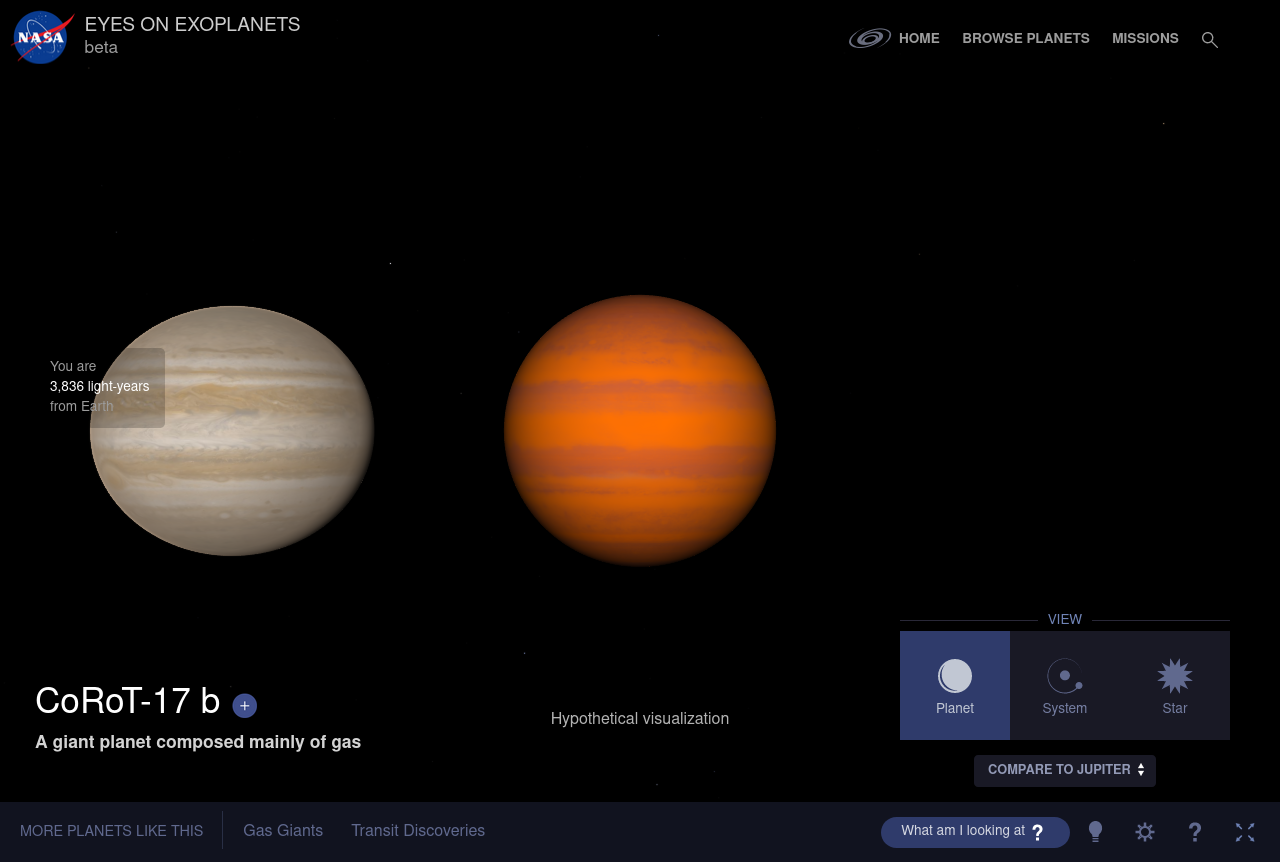 NASA
EYES ON EXOPLANETS
beta
HOME
BROWSE PLANETS
MISSIONS
You are
3,836 light-years
from Earth
VIEW
Planet
System
Star
CoRoT-17 b +
A giant planet composed mainly of gas
Hypothetical visualization
COMPARE TO JUPITER
MORE PLANETS LIKE THIS
Gas Giants
Transit Discoveries
What am I looking at ?
?